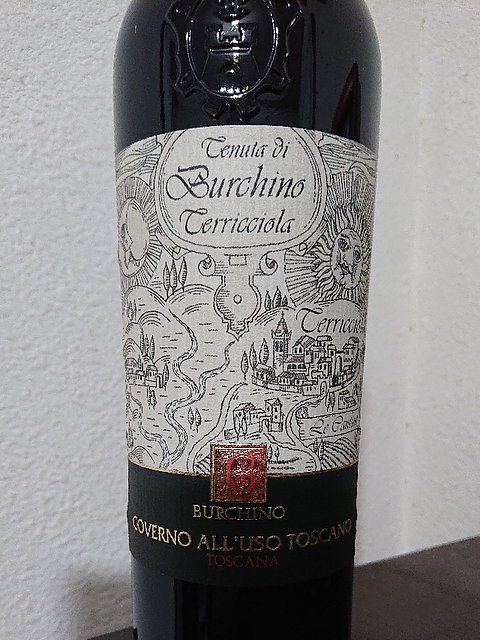 Tenuta di
Burchino
Terricciola
Terricciola
B
BURCHINO
GOVERNO ALL'USO TOSCANO
TOSCANA